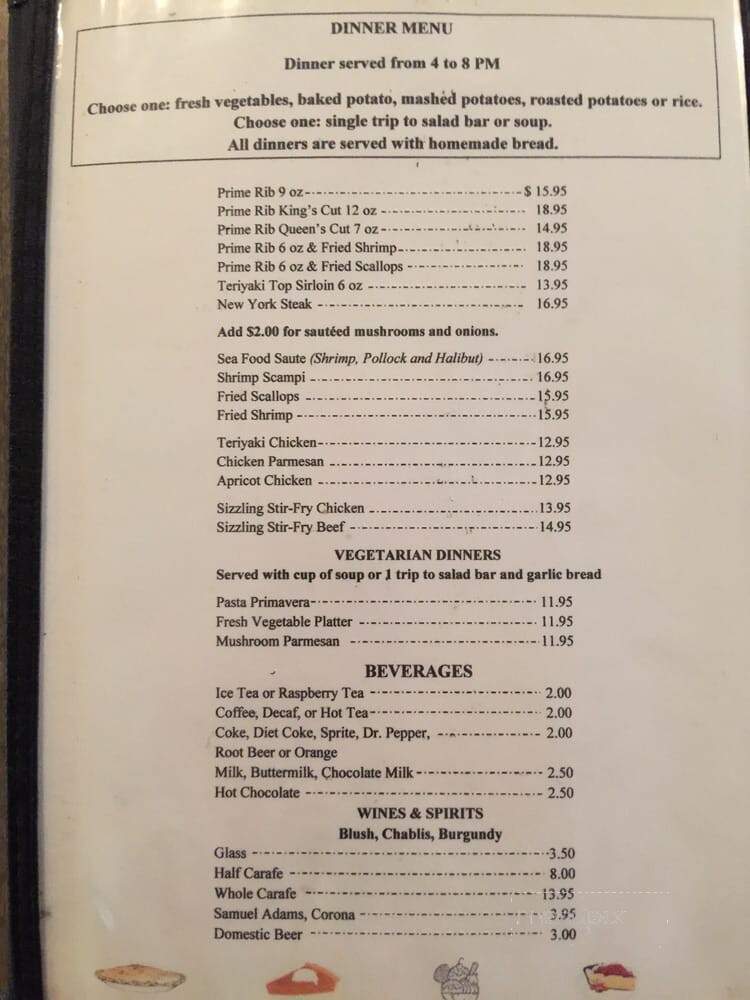 DINNER MENU
Dinner served from 4 to 8 PM
Choose one: fresh vegetables, baked potato, mashed potatoes, roasted potatoes or rice.
Choose one: single trip to salad bar or soup.
All dinners are served with homemade bread.
Prime Rib 9 oz $ 15.95
Prime Rib King's Cut 12 oz 18.95
Prime Rib Queen's Cut 7 oz 14.95
Prime Rib 6 oz & Fried Shrimp 18.95
Prime Rib 6 oz & Fried Scallops 18.95
Teriyaki Top Sirloin 6 oz 13.95
New York Steak 16.95
Add $2.00 for sautéed mushrooms and onions.
Sea Food Saute (Shrimp, Pollock and Halibut) 16.95
Shrimp Scampi 16.95
Fried Scallops 15.95
Fried Shrimp 15.95
Teriyaki Chicken 12.95
Chicken Parmesan 12.95
Apricot Chicken 12.95
Sizzling Stir-Fry Chicken 13.95
Sizzling Stir-Fry Beef 14.95
VEGETARIAN DINNERS
Served with cup of soup or 1 trip to salad bar and garlic bread
Pasta Primavera 11.95
Fresh Vegetable Platter 11.95
Mushroom Parmesan 11.95
BEVERAGES
Ice Tea or Raspberry Tea 2.00
Coffee, Decaf, or Hot Tea 2.00
Coke, Diet Coke, Sprite, Dr. Pepper, 2.00
Root Beer or Orange
Milk, Buttermilk, Chocolate Milk 2.50
Hot Chocolate 2.50
WINES & SPIRITS
Blush, Chablis, Burgundy
Glass 3.50
Half Carafe 8.00
Whole Carafe 13.95
Samuel Adams, Corona 3.95
Domestic Beer 3.00